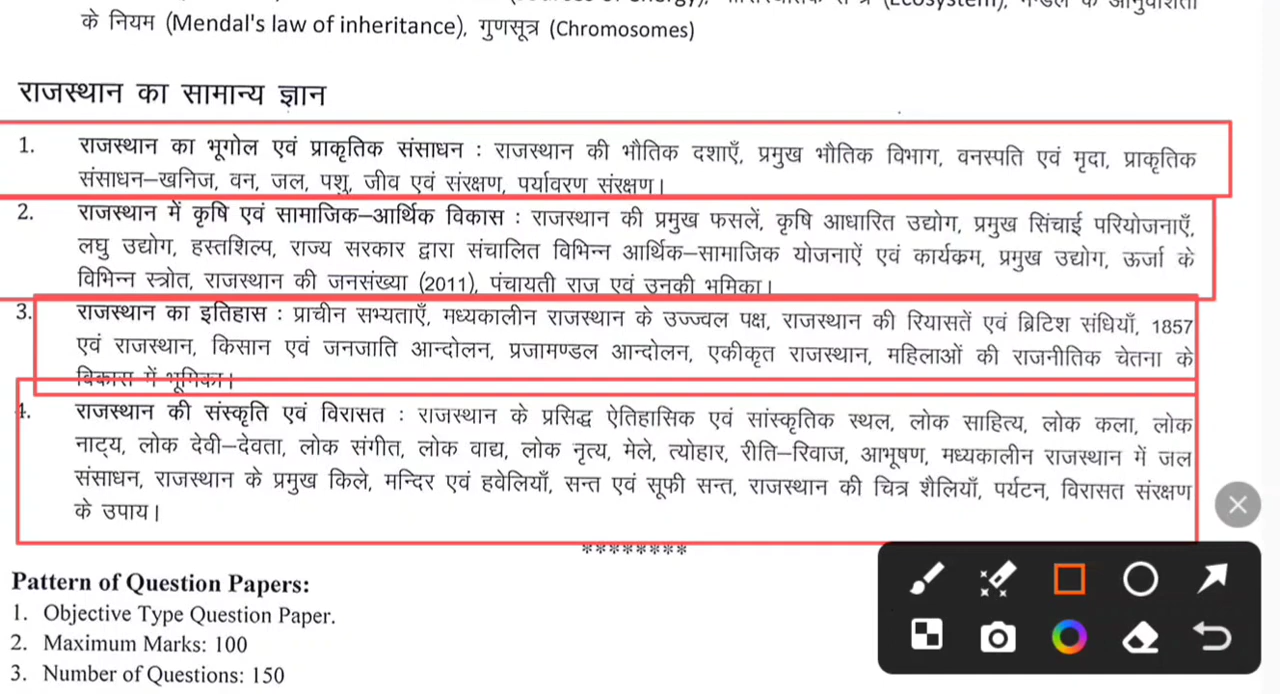 के नियम (Mendal's law of inheritance), गुणसूत्र (Chromosomes)
राजस्थान का सामान्य ज्ञान
1. राजस्थान का भूगोल एवं प्राकृतिक संसाधन : राजस्थान की भौतिक दशाएँ, प्रमुख भौतिक विभाग, वनस्पति एवं मृदा, प्राकृतिक
संसाधन–खनिज, वन, जल, पशु, जीव एवं संरक्षण, पर्यावरण संरक्षण।
2. राजस्थान में कृषि एवं सामाजिक–आर्थिक विकास : राजस्थान की प्रमुख फसलें, कृषि आधारित उद्योग, प्रमुख सिंचाई परियोजनाएँ,
लघु उद्योग, हस्तशिल्प, राज्य सरकार द्वारा संचालित विभिन्न आर्थिक–सामाजिक योजनाऐं एवं कार्यकम, प्रमुख उद्योग, ऊर्जा के
विभिन्न स्त्रोत, राजस्थान की जनसंख्या (2011), पंचायती राज एवं उनकी भूमिका।
3. राजस्थान का इतिहास : प्राचीन सभ्यताएँ, मध्यकालीन राजस्थान के उज्ज्वल पक्ष, राजस्थान की रियासतें एवं ब्रिटिश संधियाँ, 1857
एवं राजस्थान, किसान एवं जनजाति आन्दोलन, प्रजामण्डल आन्दोलन, एकीकृत राजस्थान, महिलाओं की राजनीतिक चेतना के
विकास में भूमिका।
4. राजस्थान की संस्कृति एवं विरासत : राजस्थान के प्रसिद्ध ऐतिहासिक एवं सांस्कृतिक स्थल, लोक साहित्य, लोक कला, लोक
नाट्य, लोक देवी–देवता, लोक संगीत, लोक वाद्य, लोक नृत्य, मेले, त्योहार, रीति–रिवाज, आभूषण, मध्यकालीन राजस्थान में जल
संसाधन, राजस्थान के प्रमुख किले, मन्दिर एवं हवेलियाँ, सन्त एवं सूफी सन्त, राजस्थान की चित्र शैलियाँ, पर्यटन, विरासत संरक्षण
के उपाय।
********
Pattern of Question Papers:
1. Objective Type Question Paper.
2. Maximum Marks: 100
3. Number of Questions: 150